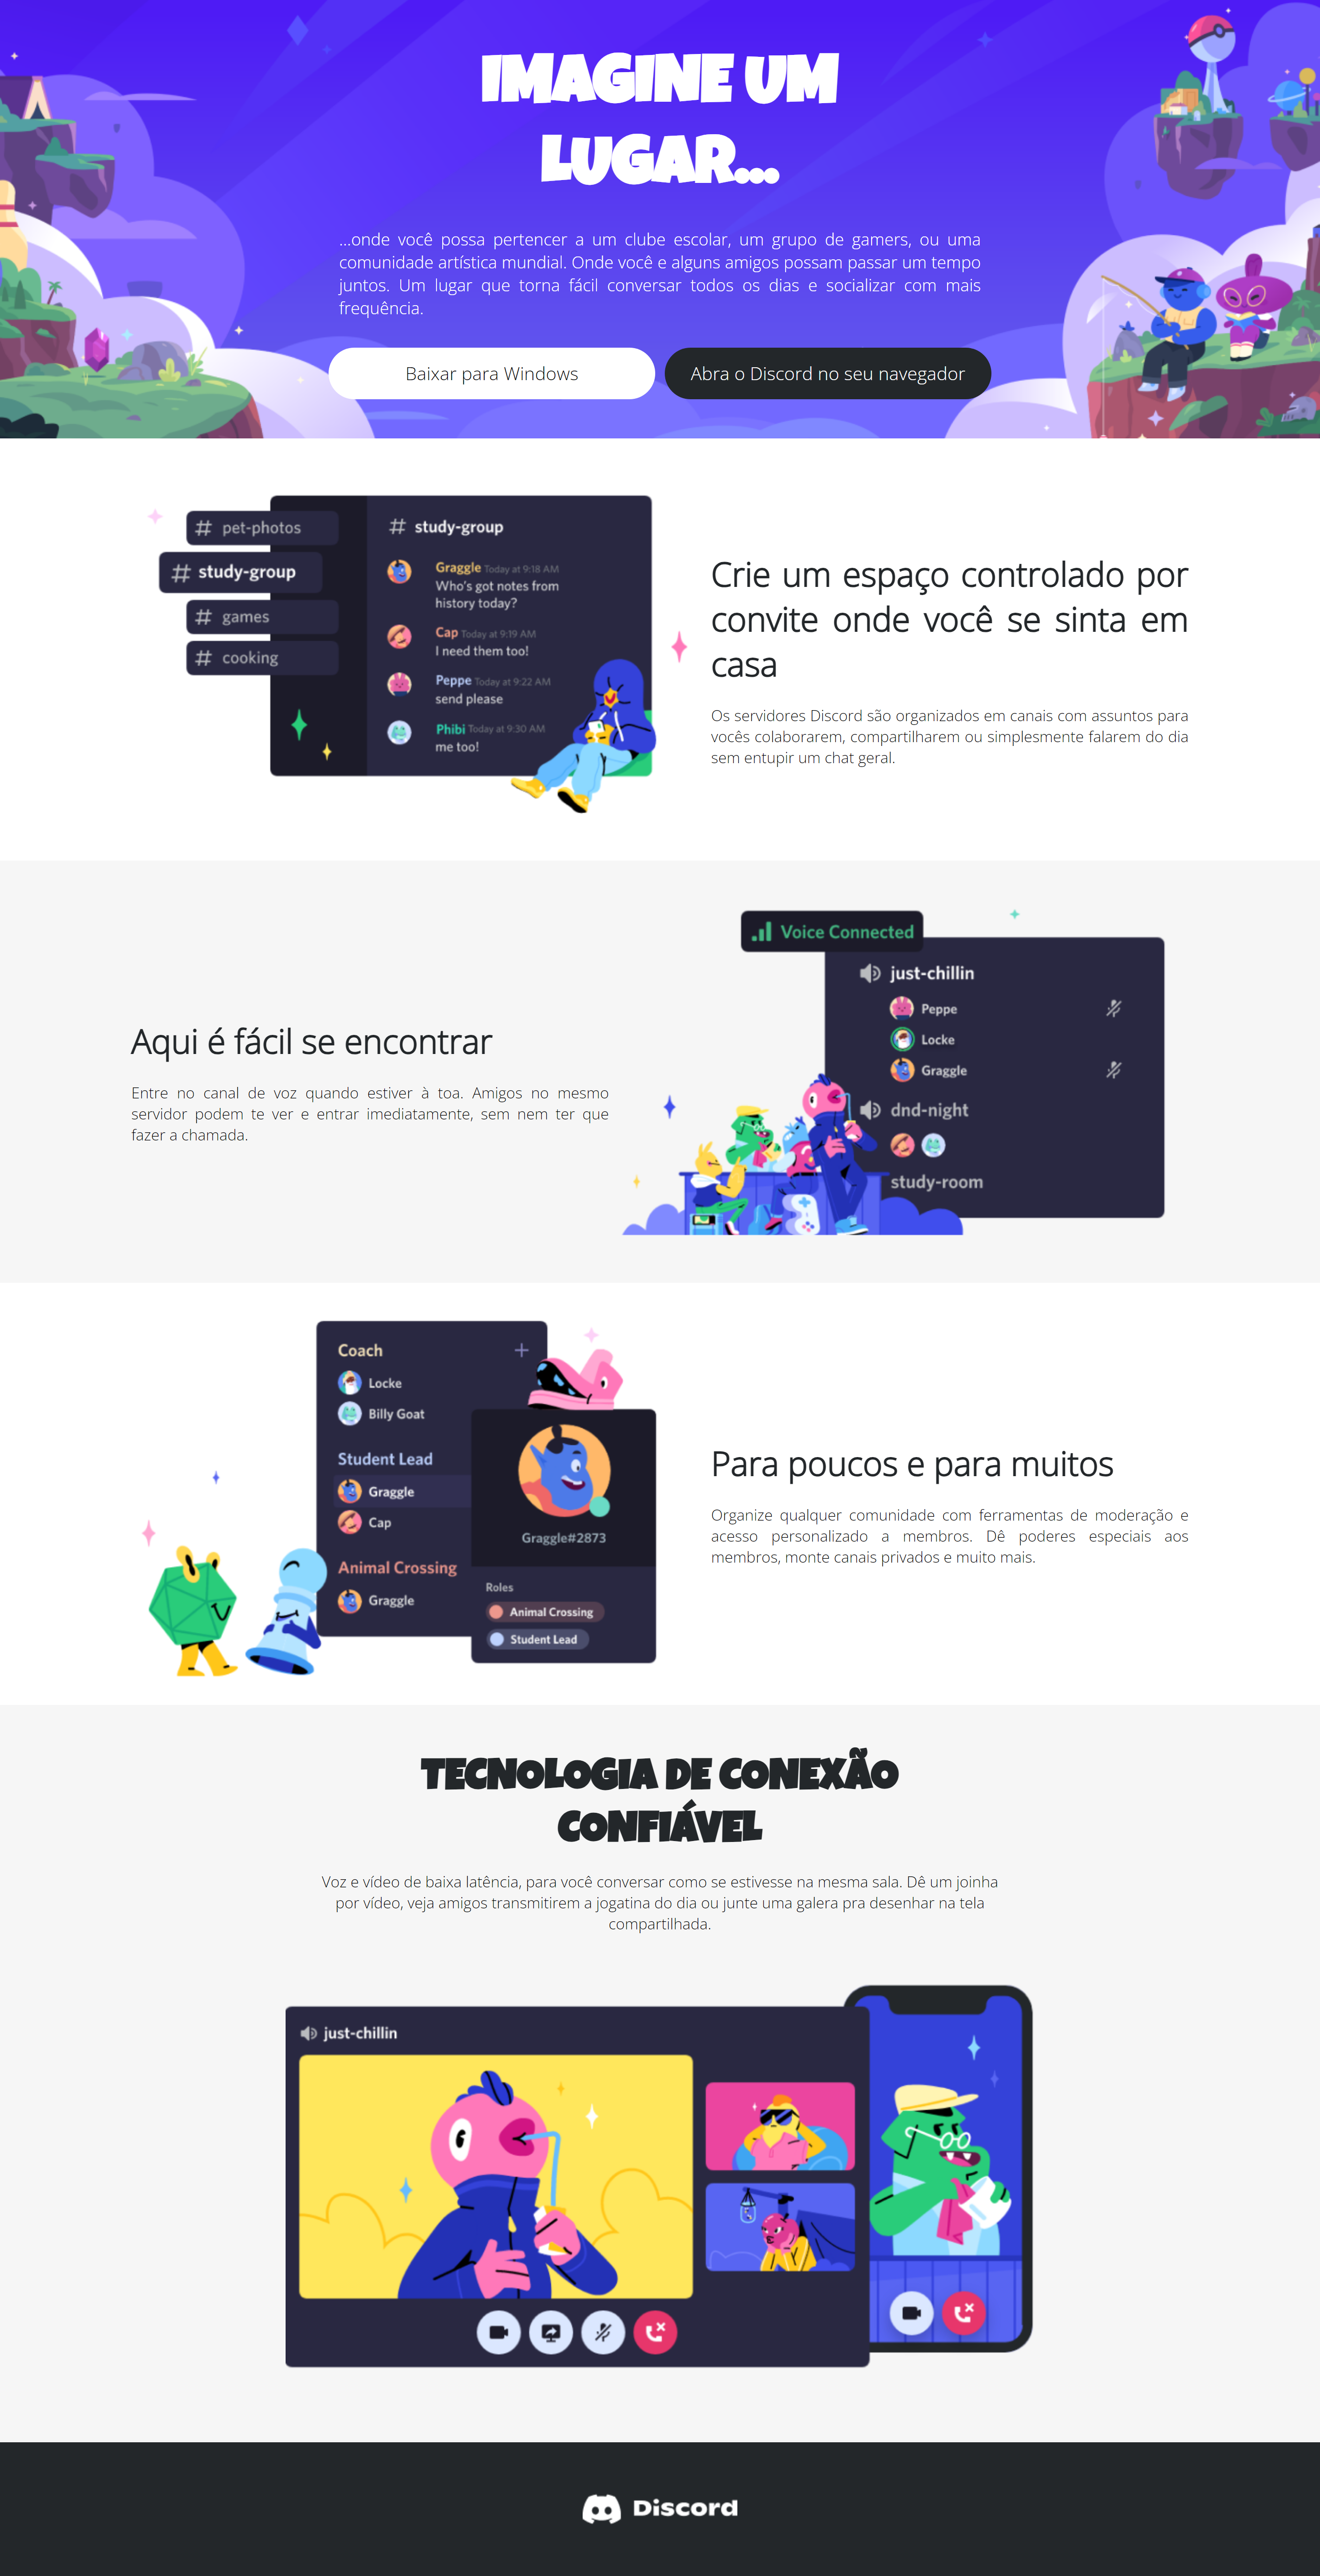 IMAGINE UM
LUGAR...
...onde você possa pertencer a um clube escolar, um grupo de gamers, ou uma
comunidade artística mundial. Onde você e alguns amigos possam passar um tempo
juntos. Um lugar que torna fácil conversar todos os dias e socializar com mais
frequência.
Baixar para Windows
Abra o Discord no seu navegador
# pet-photos
# study-group
# games
# cooking
# study-group
Graggle Today at 9:18 AM
Who's got notes from
history today?
Cap Today at 9:19 AM
I need them too!
Peppe Today at 9:22 AM
send please
Phibi Today at 9:30 AM
me too!
Crie um espaço controlado por
convite onde você se sinta em
casa
Os servidores Discord são organizados em canais com assuntos para
vocês colaborarem, compartilharem ou simplesmente falarem do dia
sem entupir um chat geral.
Aqui é fácil se encontrar
Entre no canal de voz quando estiver à toa. Amigos no mesmo
servidor podem te ver e entrar imediatamente, sem nem ter que
fazer a chamada.
Voice Connected
just-chillin
Peppe
Locke
Graggle
dnd-night
study-room
Coach
Locke
Billy Goat
Student Lead
Graggle
Cap
Animal Crossing
Graggle
Graggle#2873
Roles
Animal Crossing
Student Lead
Para poucos e para muitos
Organize qualquer comunidade com ferramentas de moderação e
acesso personalizado a membros. Dê poderes especiais aos
membros, monte canais privados e muito mais.
TECNOLOGIA DE CONEXÃO
CONFIÁVEL
Voz e vídeo de baixa latência, para você conversar como se estivesse na mesma sala. Dê um joinha
por vídeo, veja amigos transmitirem a jogatina do dia ou junte uma galera pra desenhar na tela
compartilhada.
just-chillin
Discord